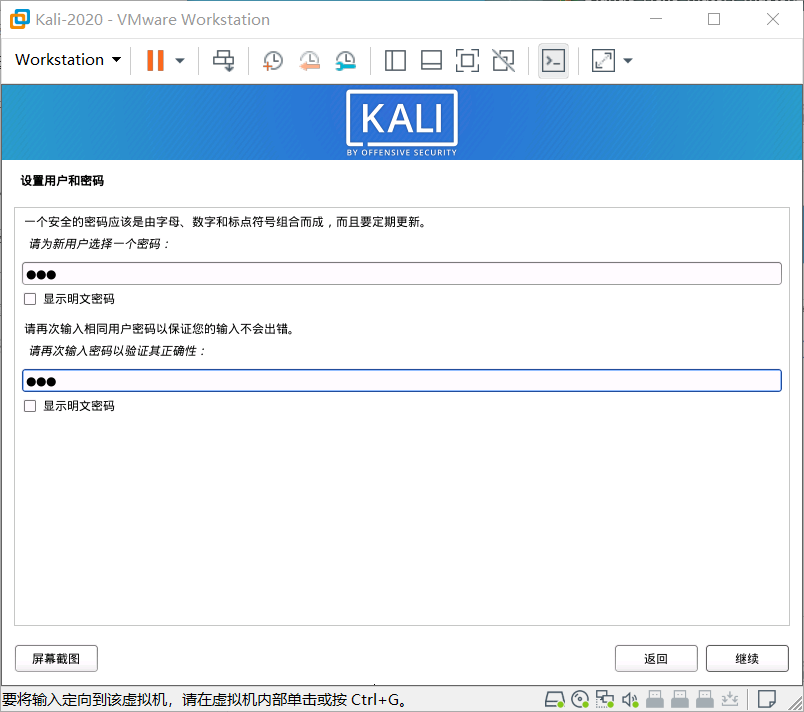 Kali-2020 - VMware Workstation
Workstation
KALI
BY OFFENSIVE SECURITY
设置用户和密码
一个安全的密码应该是由字母、数字和标点符号组合而成，而且要定期更新。
请为新用户选择一个密码：
●●●
显示明文密码
请再次输入相同用户密码以保证您的输入不会出错。
请再次输入密码以验证其正确性：
●●●
显示明文密码
屏幕截图
返回
继续
要将输入定向到该虚拟机，请在虚拟机内部单击或按 Ctrl+G。